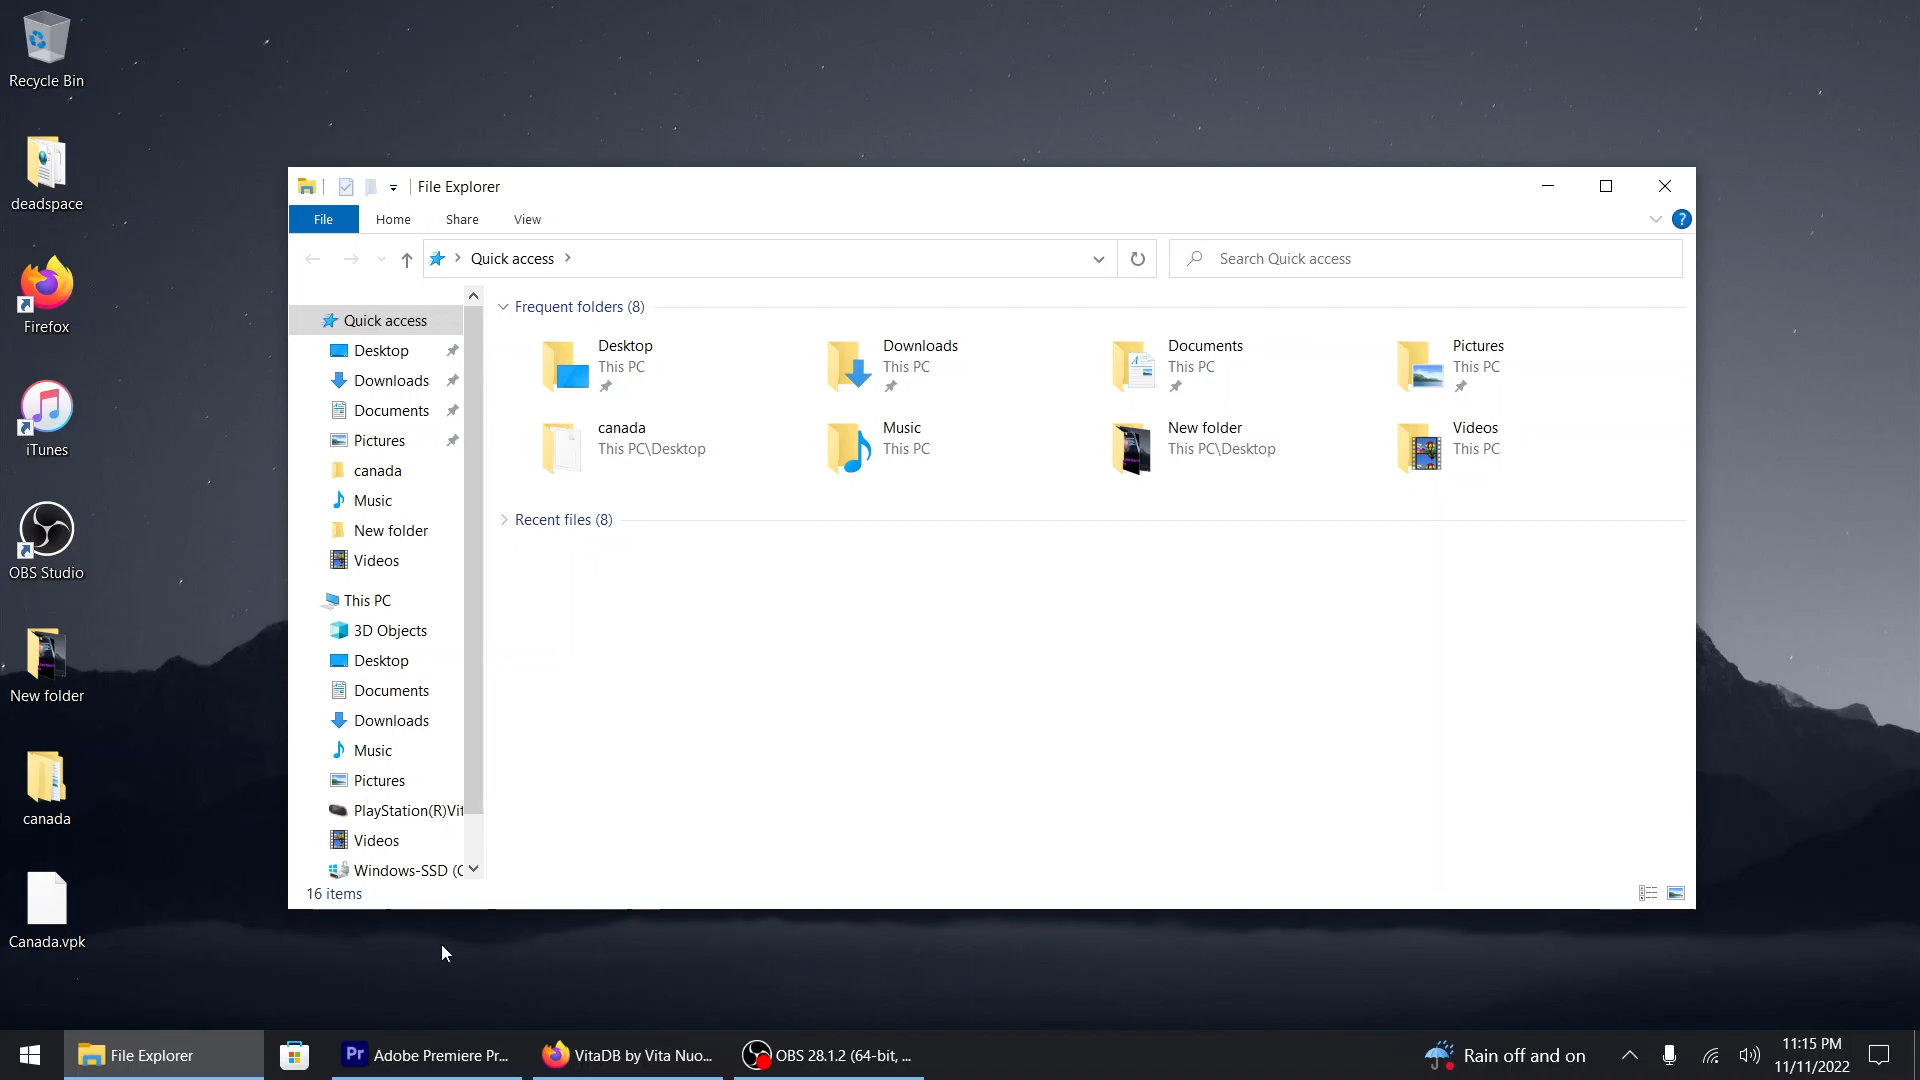 Recycle Bin
deadspace
Firefox
iTunes
OBS Studio
New folder
canada
Canada.vpk
File Explorer
File Home Share View
Quick access
Search Quick access
Quick access
Desktop
Downloads
Documents
Pictures
canada
Music
New folder
Videos
This PC
3D Objects
Desktop
Documents
Downloads
Music
Pictures
PlayStation(R)Vit
Videos
Windows-SSD (C
16 items
Frequent folders (8)
Desktop
This PC
Downloads
This PC
Documents
This PC
Pictures
This PC
canada
This PC\Desktop
Music
This PC
New folder
This PC\Desktop
Videos
This PC
Recent files (8)
File Explorer
Pr Adobe Premiere Pr...
VitaDB by Vita Nuo...
OBS 28.1.2 (64-bit, ...
Rain off and on
11:15 PM
11/11/2022